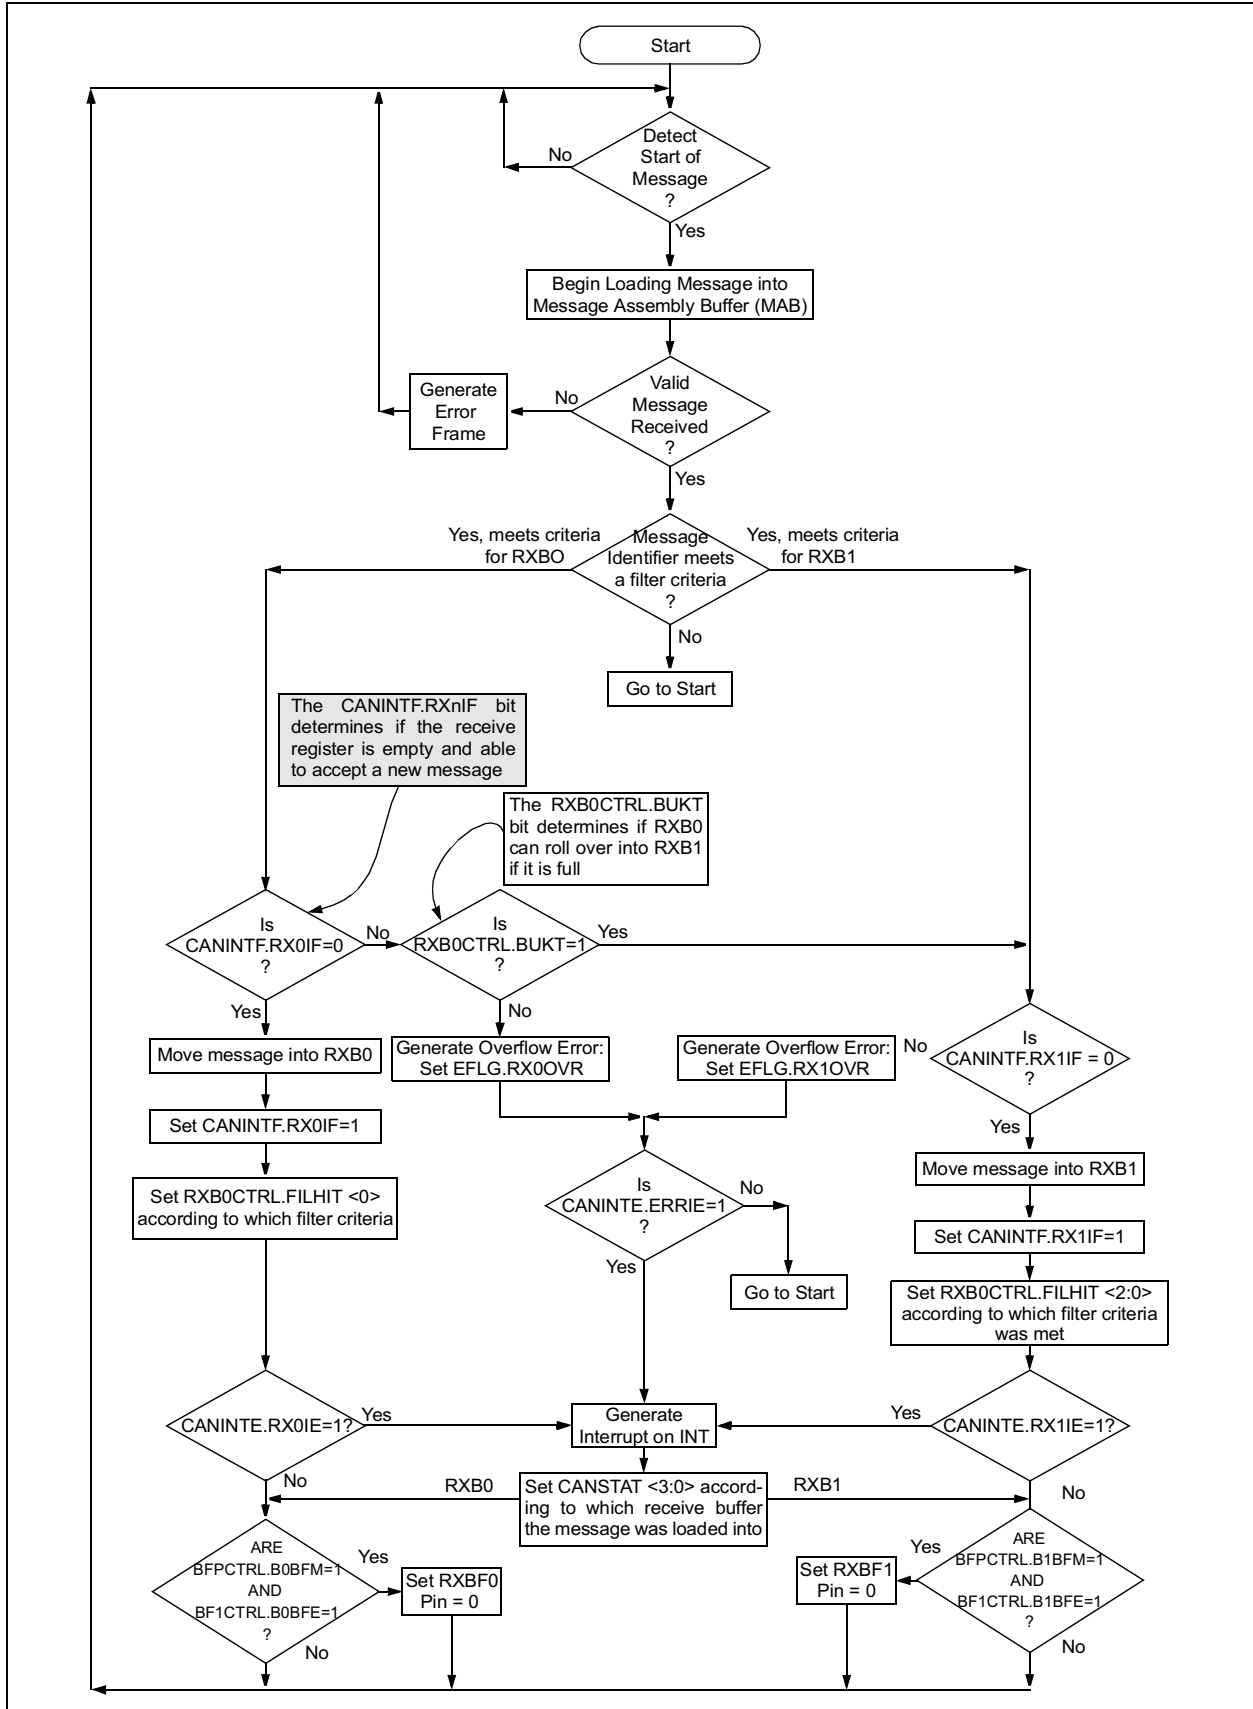 Start
Detect
Start of
Message
?
No
Yes
Begin Loading Message into
Message Assembly Buffer (MAB)
Valid
Message
Received
?
No
Generate
Error
Frame
Yes
Message
Identifier meets
a filter criteria
?
Yes, meets criteria
for RXBO
Yes, meets criteria
for RXB1
No
Go to Start
The CANINTF.RXnIF bit
determines if the receive
register is empty and able
to accept a new message
The RXB0CTRL.BUKT
bit determines if RXB0
can roll over into RXB1
if it is full
Is
CANINTF.RX0IF=0
?
No
Is
RXB0CTRL.BUKT=1
?
Yes
Yes
No
Is
CANINTF.RX1IF = 0
?
No
Move message into RXB0
Generate Overflow Error:
Set EFLG.RX0OVR
Generate Overflow Error:
Set EFLG.RX1OVR
Yes
Set CANINTF.RX0IF=1
Move message into RXB1
Set RXB0CTRL.FILHIT <0>
according to which filter criteria
Is
CANINTE.ERRIE=1
?
No
Yes
Go to Start
Set CANINTF.RX1IF=1
Set RXB0CTRL.FILHIT <2:0>
according to which filter criteria
was met
CANINTE.RX0IE=1?
Yes
Generate
Interrupt on INT
Yes
CANINTE.RX1IE=1?
No
RXB0
Set CANSTAT <3:0> accord-
ing to which receive buffer
the message was loaded into
RXB1
No
ARE
BFPCTRL.B0BFM=1
AND
BF1CTRL.B0BFE=1
?
Yes
Set RXBF0
Pin = 0
No
Set RXBF1
Pin = 0
Yes
ARE
BFPCTRL.B1BFM=1
AND
BF1CTRL.B1BFE=1
?
No